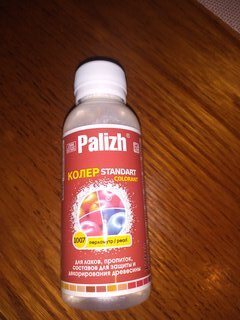 Palizh
КОЛЕР STANDART
COLORANT
1007
перламутр / pearl
для лаков, пропиток,
составов для защиты и
декорирования древесины